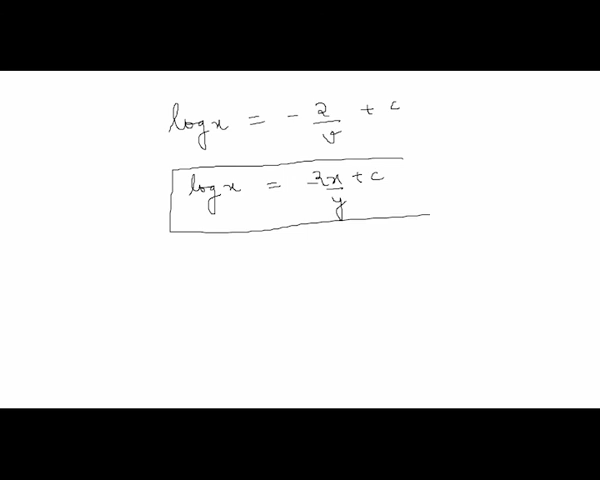 log x = - 2/v + c
log x = -2x/y + c